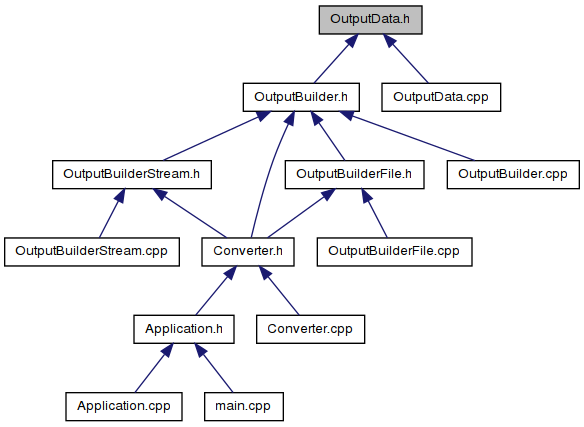 OutputData.h
OutputBuilder.h
OutputData.cpp
OutputBuilderStream.h
OutputBuilderFile.h
OutputBuilder.cpp
OutputBuilderStream.cpp
Converter.h
OutputBuilderFile.cpp
Application.h
Converter.cpp
Application.cpp
main.cpp